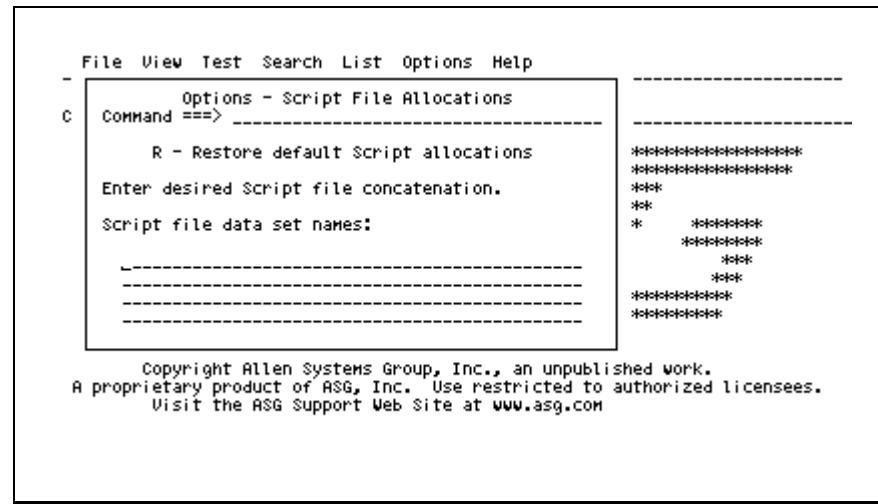 File View Test Search List Options Help
Options - Script File Allocations
C Command ===> _____________________________________
R - Restore default Script allocations
Enter desired Script file concatenation.
Script file data set names:
Copyright Allen Systems Group, Inc., an unpublished work.
A proprietary product of ASG, Inc. Use restricted to authorized licensees.
Visit the ASG Support Web Site at www.asg.com